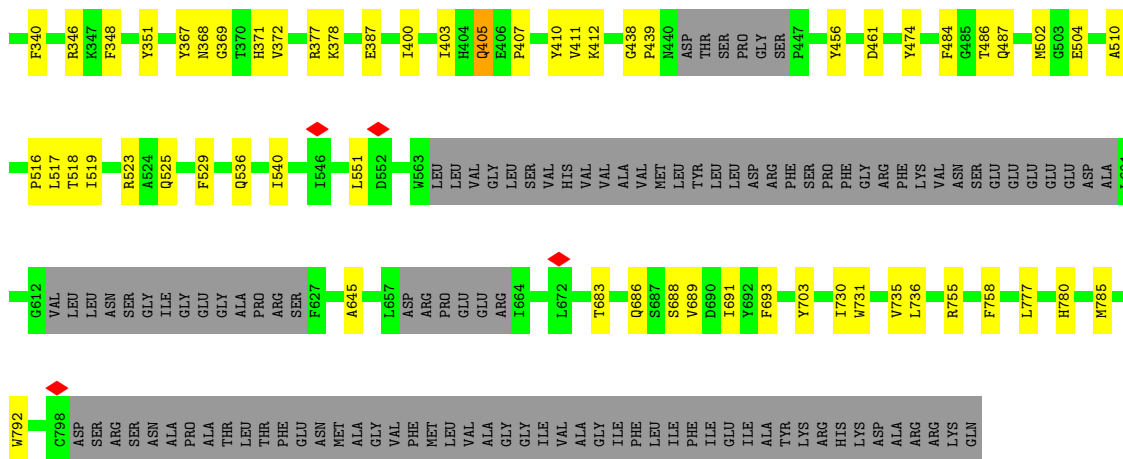 F340 R346 K347 F348 Y351 Y367 N368 G369 T370 H371 V372 R377 K378 E387 I400 I403 H404 Q405 E406 P407 Y410 V411 K412 G438 P439 N440 ASP THR SER PRO GLY SER P447 Y456 D461 Y474 F484 G485 T486 Q487 M502 G503 E504 A510
P516 L517 T518 I519 R523 A524 Q525 F529 Q536 I540 I546 L551 D552 W563 LEU LEU VAL GLY LEU SER VAL HIS VAL VAL ALA VAL MET LEU TYR LEU LEU ASP ARG PHE SER PRO PHE GLY ARG PHE LYS VAL ASN SER GLU GLU GLU GLU GLU ASP ALA
G612 VAL LEU LEU ASN SER GLY ILE GLY GLU GLY ALA PRO ARG SER F627 A645 L657 ASP ARG PRO GLU GLU ARG I664 L672 T683 Q686 S687 S688 V689 D690 I691 Y692 F693 Y703 I730 W731 V735 L736 R755 F758 L777 H780 M785
W792 C798 ASP SER ARG SER ASN ALA PRO ALA THR LEU THR PHE GLU ASN MET ALA GLY VAL PHE MET LEU VAL ALA GLY GLY ILE VAL ALA GLY ILE PHE LEU ILE PHE ILE GLU ILE ALA TYR LYS ARG HIS LYS ASP ALA ARG ARG LYS GLN